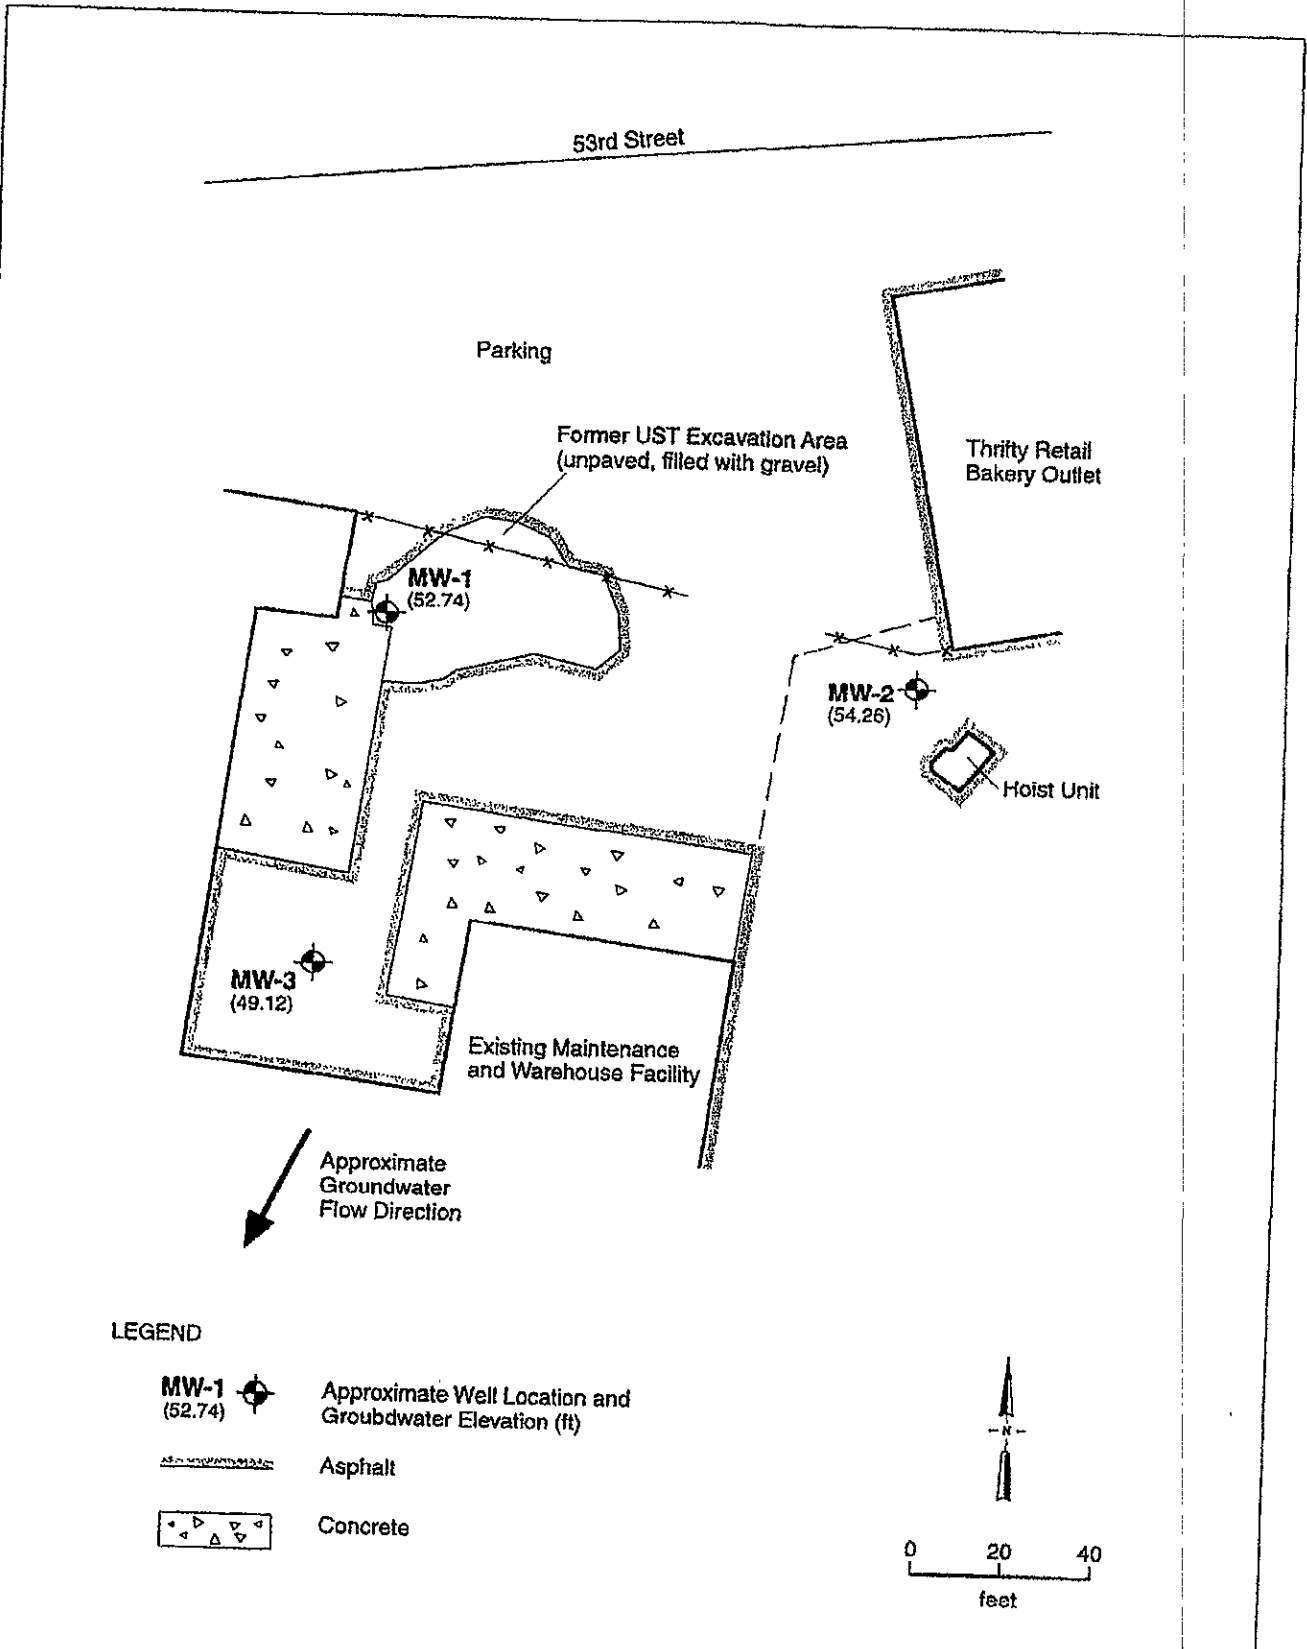 53rd Street
Parking
Former UST Excavation Area
(unpaved, filled with gravel)
Thrifty Retail
Bakery Outlet
MW-1
(52.74)
MW-2
(54.26)
Hoist Unit
MW-3
(49.12)
Existing Maintenance
and Warehouse Facility
Approximate
Groundwater
Flow Direction
LEGEND
MW-1
(52.74)
Approximate Well Location and
Groubdwater Elevation (ft)
Asphalt
Concrete
N
0 20 40
feet